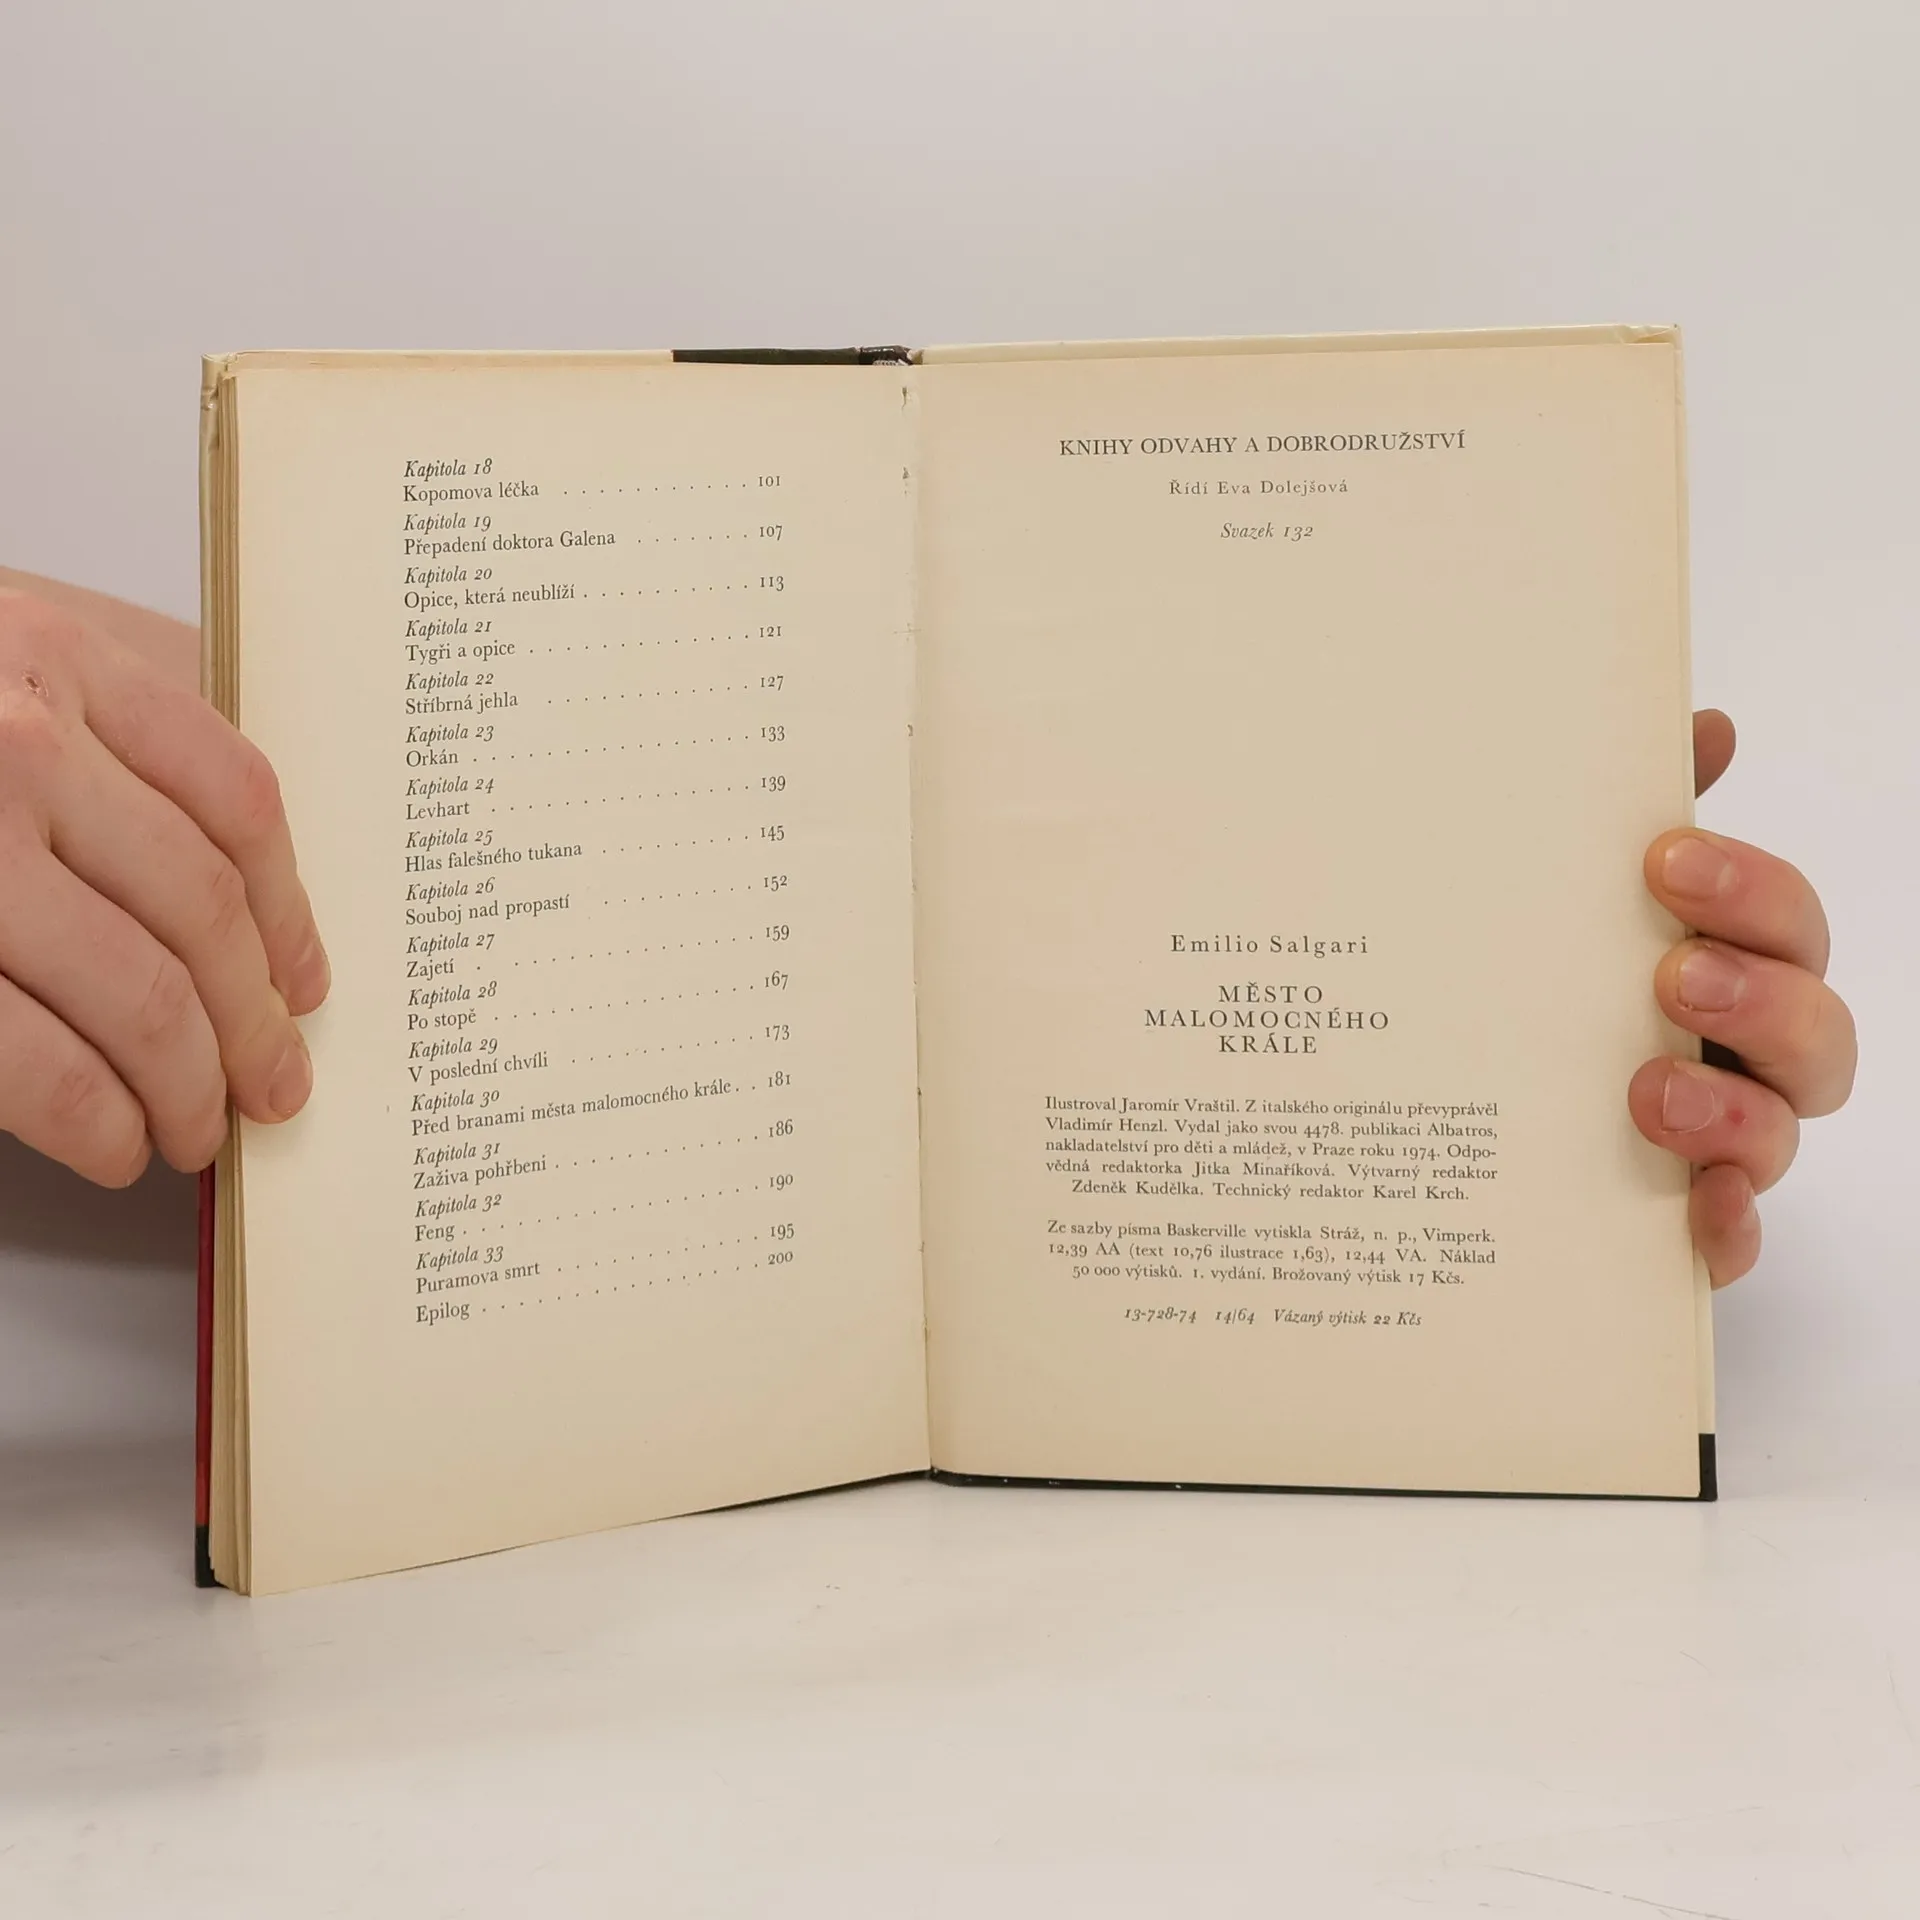 Kapitola 18
Kopomova léčka . . . . . . . . . . . 101
Kapitola 19
Přepadení doktora Galena . . . . . . . 107
Kapitola 20
Opice, která neublíží . . . . . . . . . . 113
Kapitola 21
Tygři a opice . . . . . . . . . . . . . 121
Kapitola 22
Stříbrná jehla . . . . . . . . . . . . 127
Kapitola 23
Orkán . . . . . . . . . . . . . . . . 133
Kapitola 24
Levhart . . . . . . . . . . . . . . . 139
Kapitola 25
Hlas falešného tukana . . . . . . . . . 145
Kapitola 26
Souboj nad propastí . . . . . . . . . 152
Kapitola 27
Zajetí . . . . . . . . . . . . . . . 159
Kapitola 28
Po stopě . . . . . . . . . . . . . . . 167
Kapitola 29
V poslední chvíli . . . . . . . . . . . 173
Kapitola 30
Před branami města malomocného krále . . 181
Kapitola 31
Zaživa pohřbeni . . . . . . . . . . . . 186
Kapitola 32
Feng . . . . . . . . . . . . . . . . . 190
Kapitola 33
Puramova smrt . . . . . . . . . . . . 195
Epilog . . . . . . . . . . . . . . . . 200
KNIHY ODVAHY A DOBRODRUŽSTVÍ
Řídí Eva Dolejšová
Svazek 132
Emilio Salgari
MĚSTO
MALOMOCNÉHO
KRÁLE
Ilustroval Jaromír Vraštil. Z italského originálu převyprávěl
Vladimír Henzl. Vydal jako svou 4478. publikaci Albatros,
nakladatelství pro děti a mládež, v Praze roku 1974. Odpo-
vědná redaktorka Jitka Minaříková. Výtvarný redaktor
Zdeněk Kudělka. Technický redaktor Karel Krch.
Ze sazby písma Baskerville vytiskla Stráž, n. p., Vimperk.
12,39 AA (text 10,76 ilustrace 1,63), 12,44 VA. Náklad
50 000 výtisků. 1. vydání. Brožovaný výtisk 17 Kčs.
13-728-74 14/64 Vázaný výtisk 22 Kčs